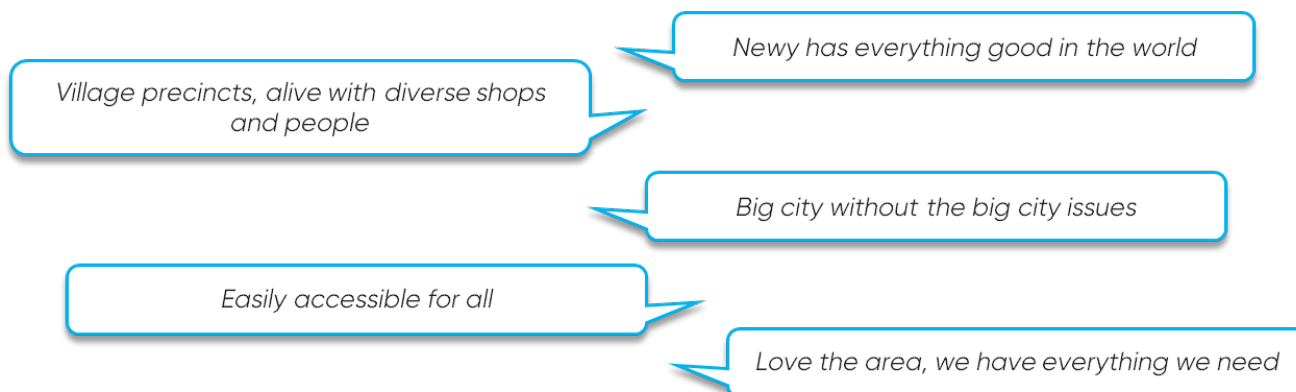 Newy has everything good in the world
Village precincts, alive with diverse shops
and people
Big city without the big city issues
Easily accessible for all
Love the area, we have everything we need